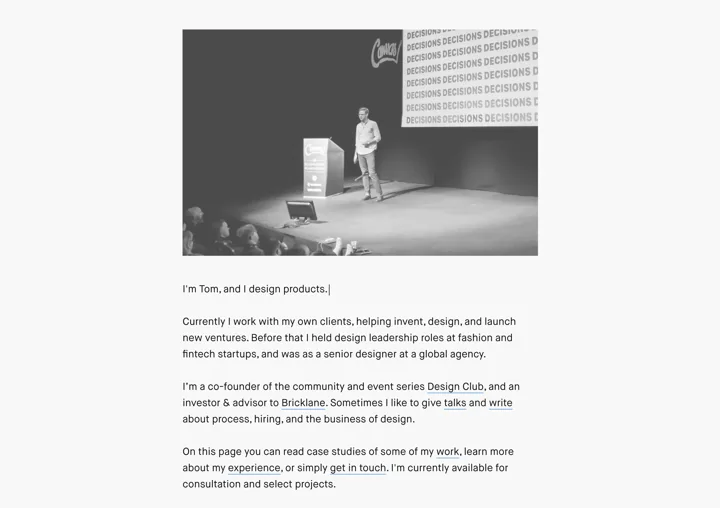 Canvas!
DECISIONS DECISIONS DECISIONS DECISIONS D
DECISIONS DECISIONS DECISIONS DECISIONS D
DECISIONS DECISIONS DECISIONS DECISIONS D
DECISIONS DECISIONS DECISIONS DECISIONS D
DECISIONS DECISIONS DECISIONS DECISIONS D
DECISIONS DECISIONS DECISIONS DECISIONS D
DECISIONS DECISIONS DECISIONS DECISIONS D
Canvas!
I'm Tom, and I design products.
Currently I work with my own clients, helping invent, design, and launch
new ventures. Before that I held design leadership roles at fashion and
fintech startups, and was as a senior designer at a global agency.
I'm a co-founder of the community and event series Design Club, and an
investor & advisor to Bricklane. Sometimes I like to give talks and write
about process, hiring, and the business of design.
On this page you can read case studies of some of my work, learn more
about my experience, or simply get in touch. I'm currently available for
consultation and select projects.